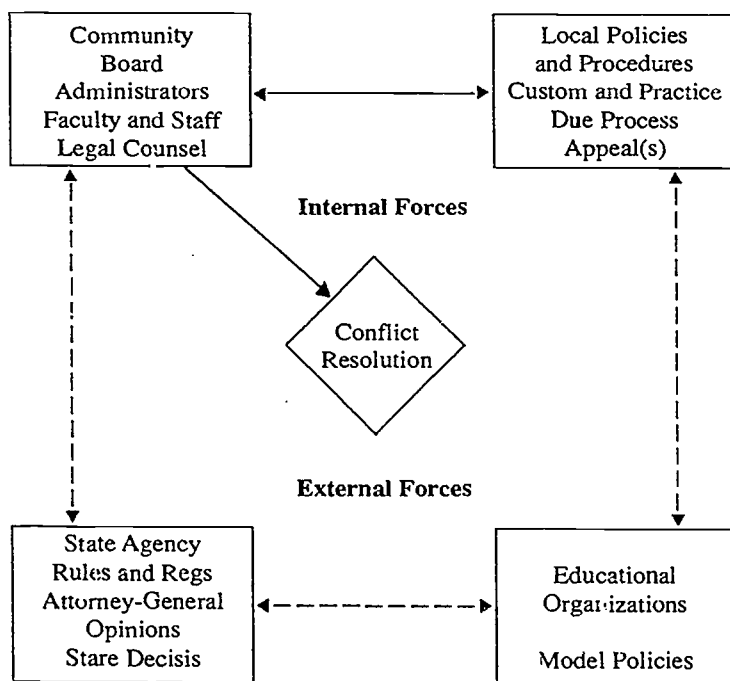 Community
Board
Administrators
Faculty and Staff
Legal Counsel
Local Policies
and Procedures
Custom and Practice
Due Process
Appeal(s)
Internal Forces
Conflict
Resolution
External Forces
State Agency
Rules and Regs
Attorney-General
Opinions
Stare Decisis
Educational
Organizations
Model Policies